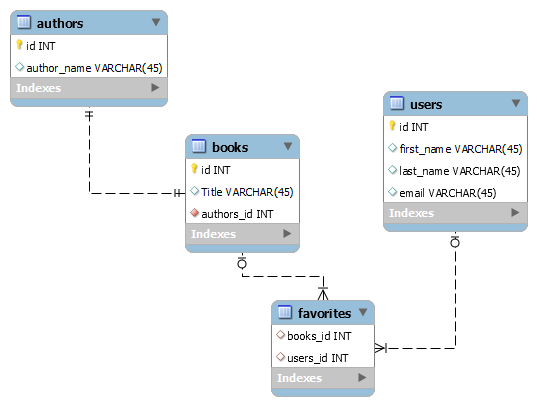 authors
id INT
author_name VARCHAR(45)
Indexes
books
id INT
Title VARCHAR(45)
authors_id INT
Indexes
users
id INT
first_name VARCHAR(45)
last_name VARCHAR(45)
email VARCHAR(45)
Indexes
favorites
books_id INT
users_id INT
Indexes